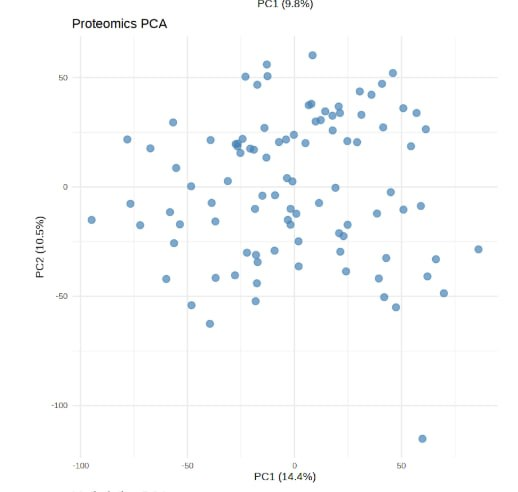 PC1 (9.8%)
Proteomics PCA
50
0
-50
-100
PC2 (10.5%)
-100 -50 0 50
PC1 (14.4%)